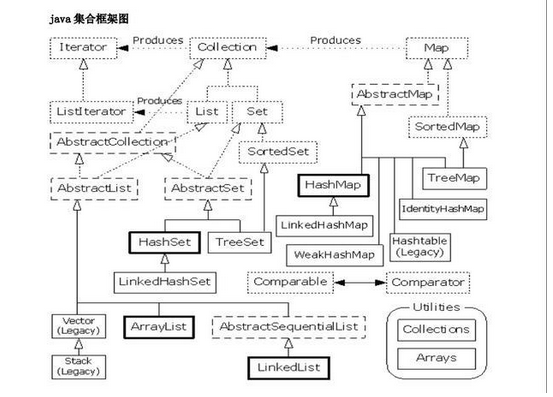 java 集合框架图
Iterator
Produces
Collection
Produces
Map
AbstractMap
ListIterator
Produces
List
Set
SortedMap
AbstractCollection
SortedSet
AbstractList
AbstractSet
HashMap
TreeMap
IdentityHashMap
LinkedHashMap
HashSet
TreeSet
WeakHashMap
Hashtable
(Legacy)
LinkedHashSet
Comparable
Comparator
Utilities
Vector
(Legacy)
ArrayList
AbstractSequentialList
Collections
Stack
(Legacy)
LinkedList
Arrays